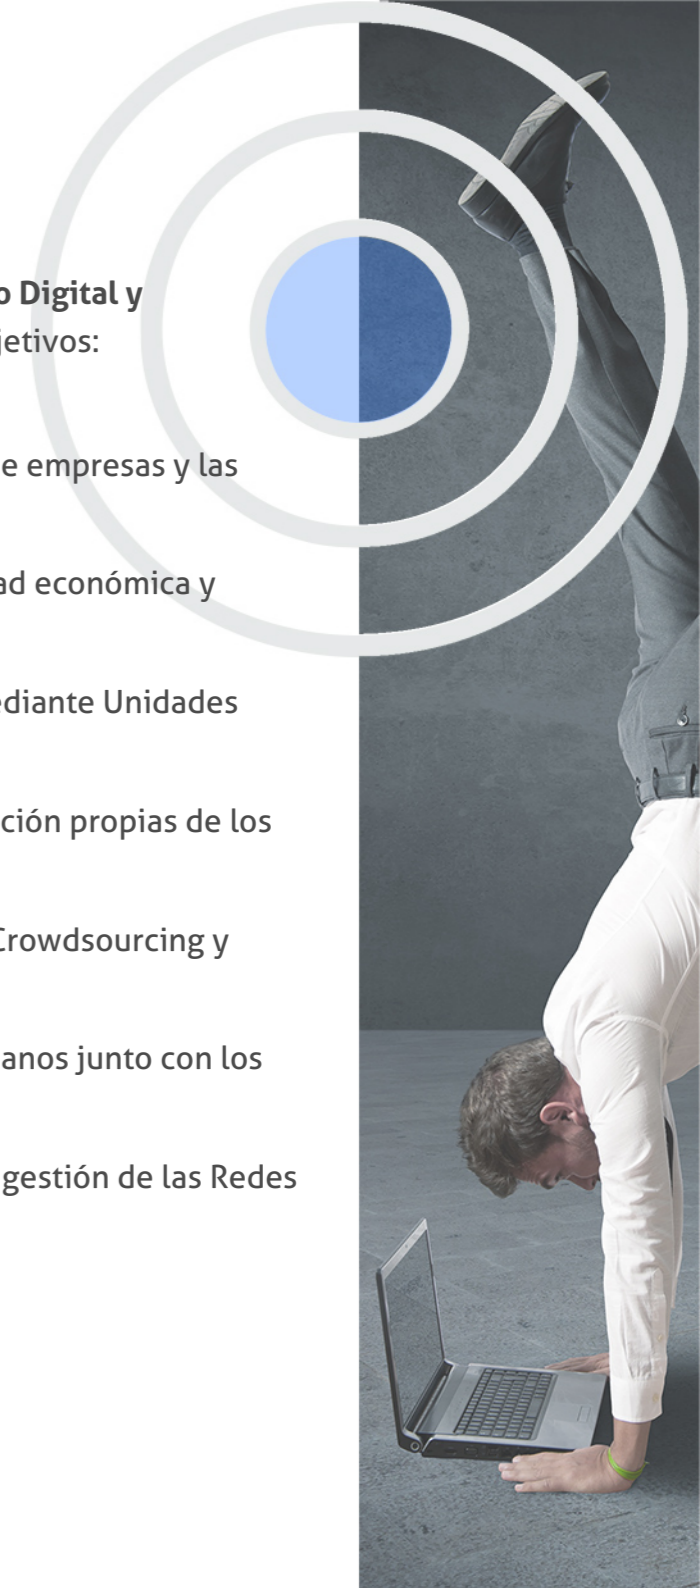 o Digital y
jetivos:
e empresas y las
ad económica y
ediante Unidades
ción propias de los
Crowdsourcing y
anos junto con los
gestión de las Redes